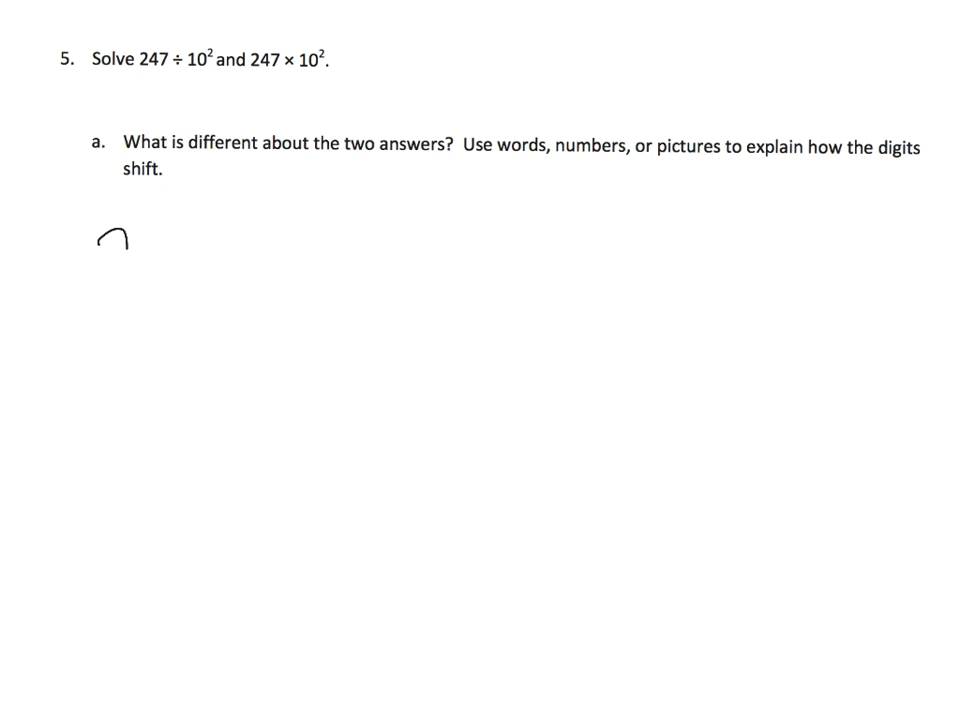 5. Solve 247 ÷ 10² and 247 × 10².
a. What is different about the two answers? Use words, numbers, or pictures to explain how the digits
shift.